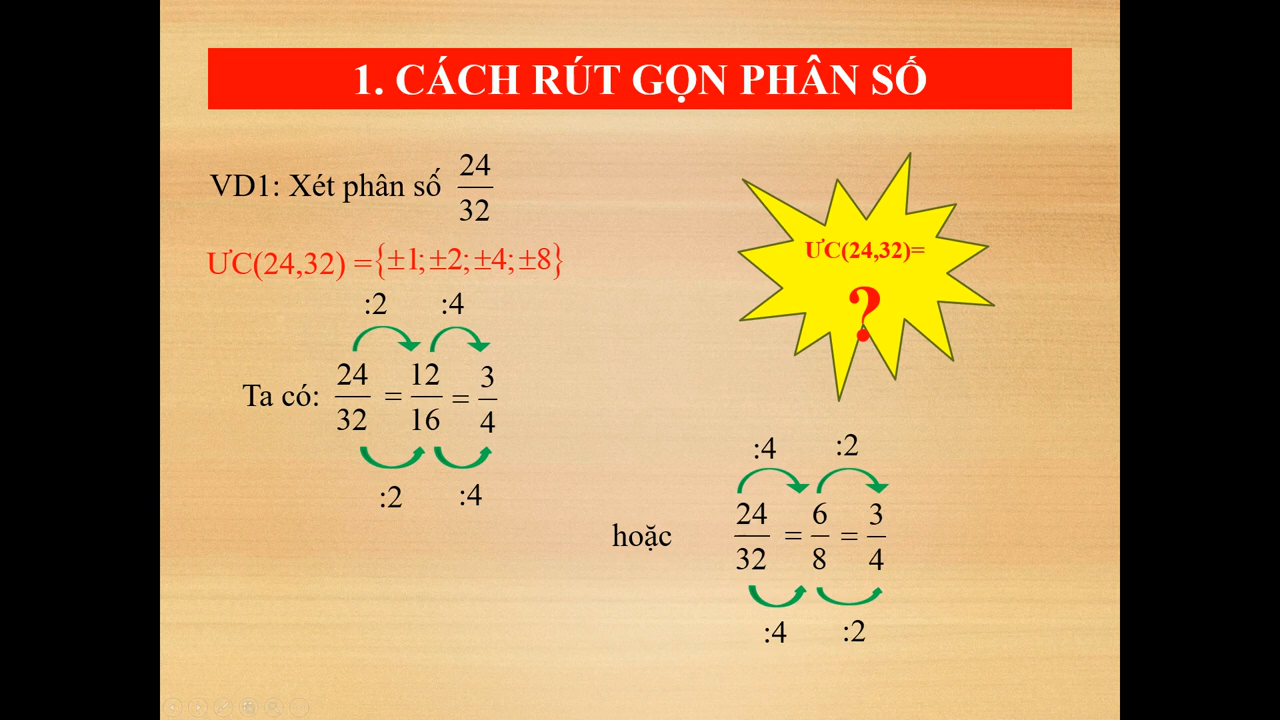 1. CÁCH RÚT GỌN PHÂN SỐ
VD1: Xét phân số 24/32
ƯC(24,32) = {±1; ±2; ±4; ±8}
ƯC(24,32)=
?
:2 :4
Ta có: 24/32 = 12/16 = 3/4
:2 :4
:4 :2
hoặc 24/32 = 6/8 = 3/4
:4 :2